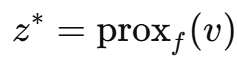 z* = prox_f(v)